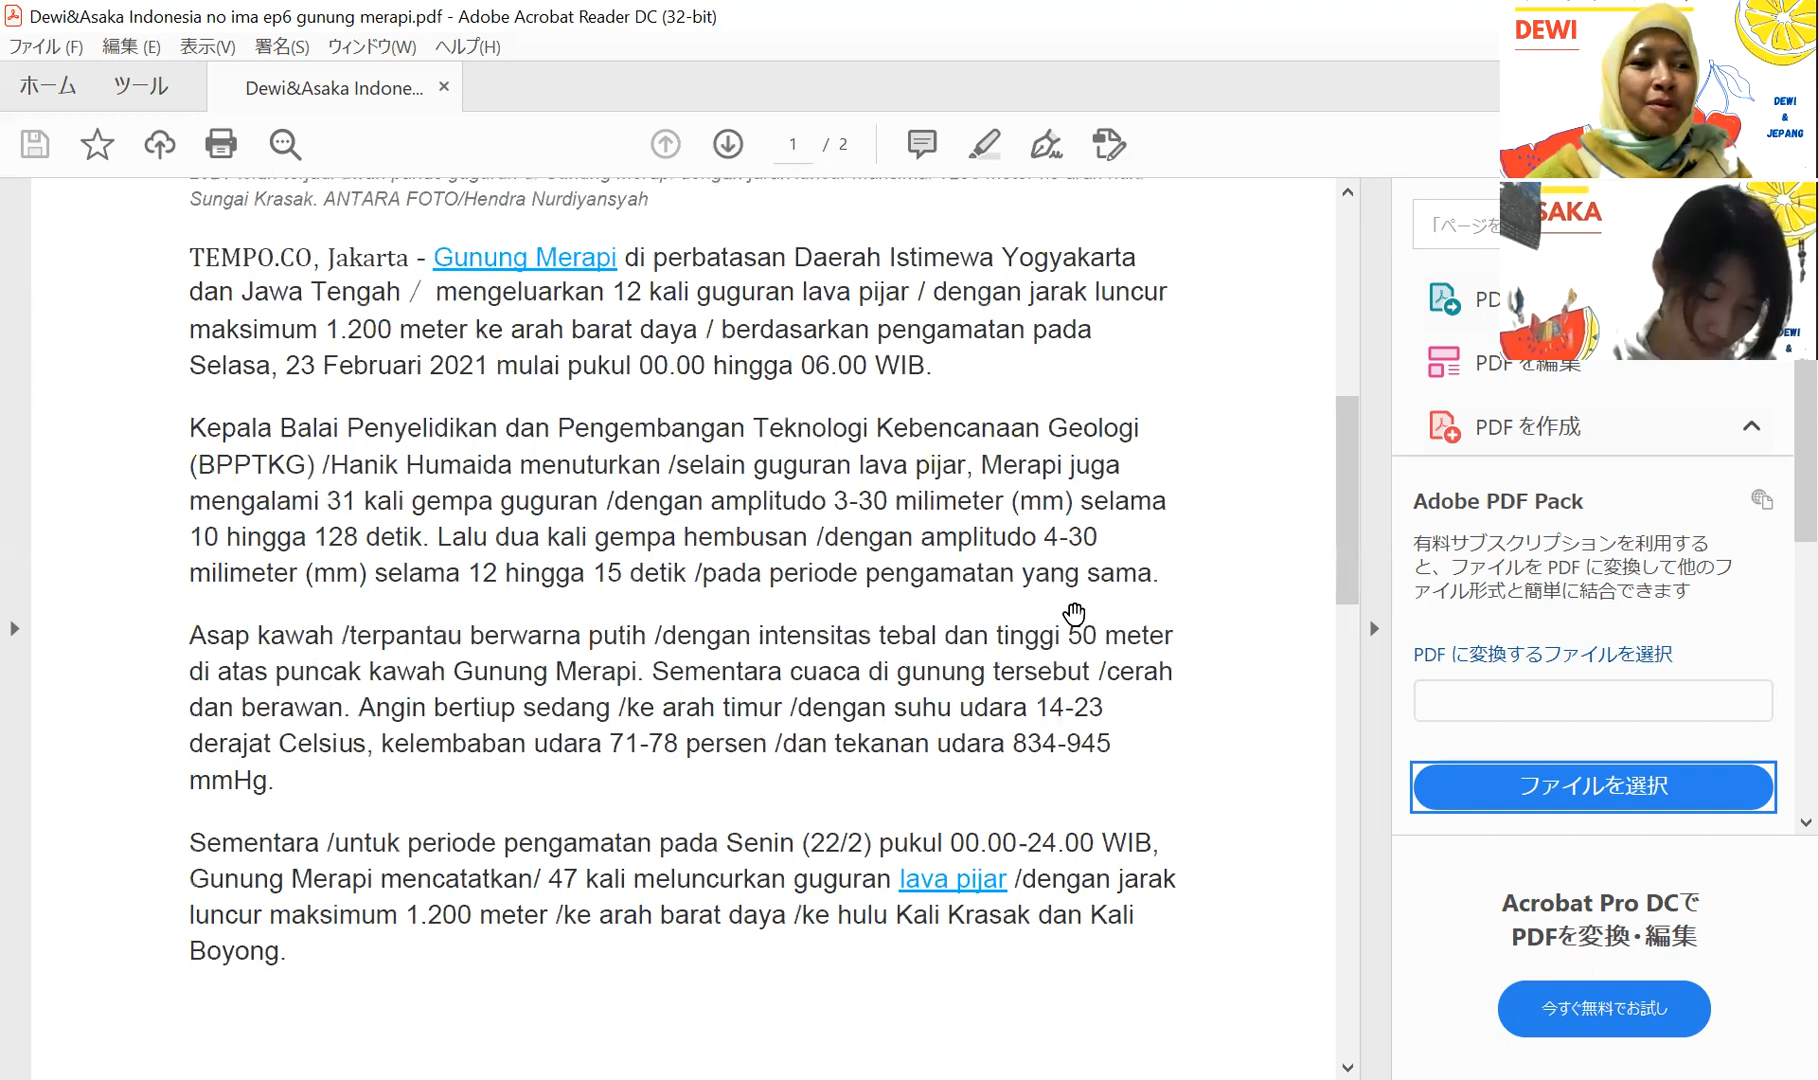 Dewi&Asaka Indonesia no ima ep6 gunung merapi.pdf - Adobe Acrobat Reader DC (32-bit)
ファイル (F) 編集 (E) 表示(V) 署名(S) ウィンドウ(W) ヘルプ(H)
ホーム ツール Dewi&Asaka Indone... ×
1 / 2
Sungai Krasak. ANTARA FOTO/Hendra Nurdiyansyah
TEMPO.CO, Jakarta - Gunung Merapi di perbatasan Daerah Istimewa Yogyakarta
dan Jawa Tengah / mengeluarkan 12 kali guguran lava pijar / dengan jarak luncur
maksimum 1.200 meter ke arah barat daya / berdasarkan pengamatan pada
Selasa, 23 Februari 2021 mulai pukul 00.00 hingga 06.00 WIB.
Kepala Balai Penyelidikan dan Pengembangan Teknologi Kebencanaan Geologi
(BPPTKG) /Hanik Humaida menuturkan /selain guguran lava pijar, Merapi juga
mengalami 31 kali gempa guguran /dengan amplitudo 3-30 milimeter (mm) selama
10 hingga 128 detik. Lalu dua kali gempa hembusan /dengan amplitudo 4-30
milimeter (mm) selama 12 hingga 15 detik /pada periode pengamatan yang sama.
Asap kawah /terpantau berwarna putih /dengan intensitas tebal dan tinggi 50 meter
di atas puncak kawah Gunung Merapi. Sementara cuaca di gunung tersebut /cerah
dan berawan. Angin bertiup sedang /ke arah timur /dengan suhu udara 14-23
derajat Celsius, kelembaban udara 71-78 persen /dan tekanan udara 834-945
mmHg.
Sementara /untuk periode pengamatan pada Senin (22/2) pukul 00.00-24.00 WIB,
Gunung Merapi mencatatkan/ 47 kali meluncurkan guguran lava pijar /dengan jarak
luncur maksimum 1.200 meter /ke arah barat daya /ke hulu Kali Krasak dan Kali
Boyong.
DEWI
DEWI
&
JEPANG
SAKA
EWI
&
「ページを
PD
PDF を編集
PDF を作成
Adobe PDF Pack
有料サブスクリプションを利用する
と、ファイルを PDF に変換して他のフ
ァイル形式と簡単に結合できます
PDF に変換するファイルを選択
ファイルを選択
Acrobat Pro DCで
PDFを変換・編集
今すぐ無料でお試し